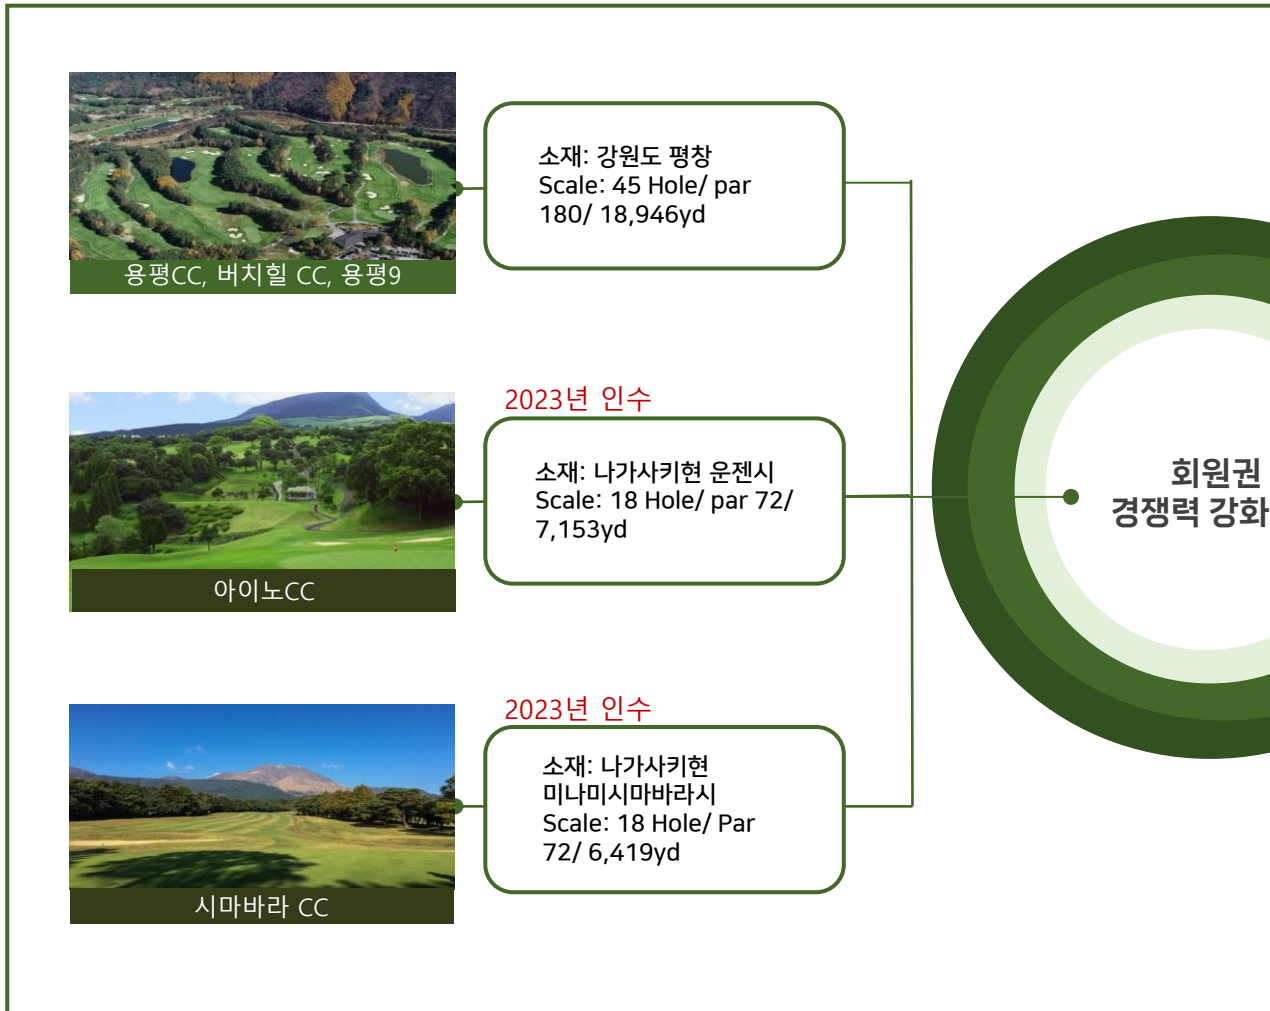 소재: 강원도 평창
Scale: 45 Hole/ par
180/ 18,946yd
용평CC, 버치힐 CC, 용평9
2023년 인수
소재: 나가사키현 운젠시
Scale: 18 Hole/ par 72/
7,153yd
아이노CC
회원권
경쟁력 강화
2023년 인수
소재: 나가사키현
미나미시마바라시
Scale: 18 Hole/ Par
72/ 6,419yd
시마바라 CC